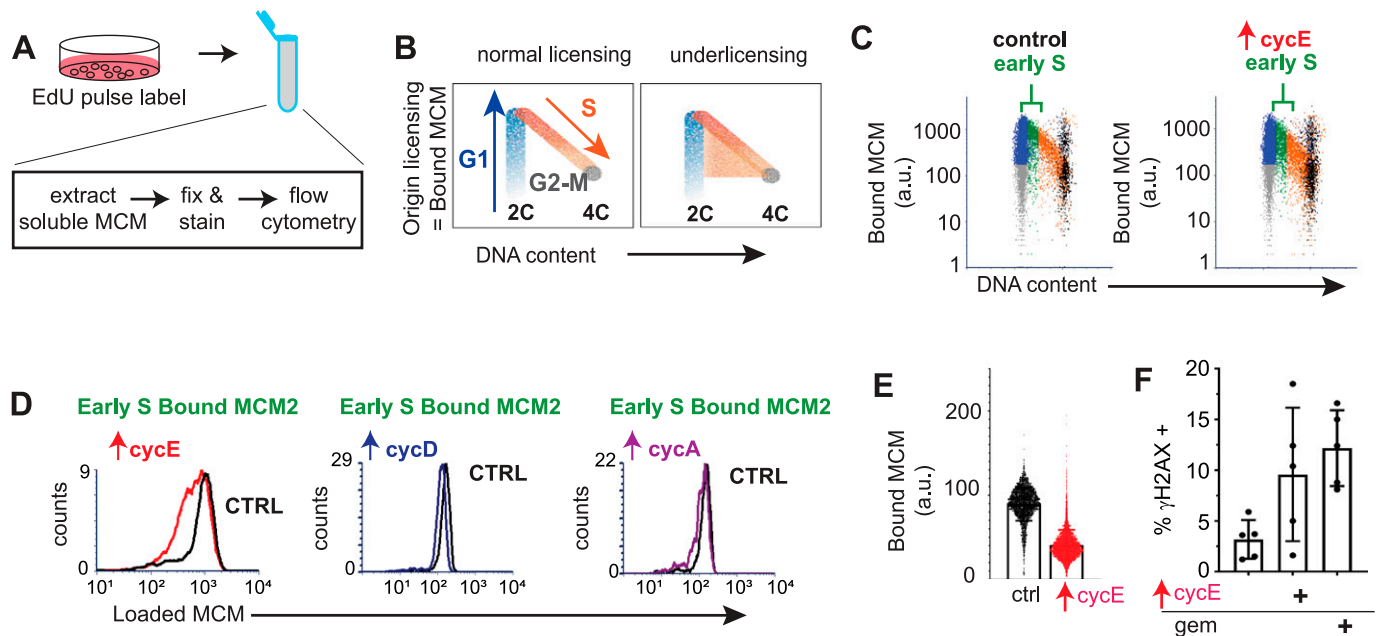 A
EdU pulse label
extract
soluble MCM
fix &
stain
flow
cytometry
B
normal licensing
underlicensing
Origin licensing
= Bound MCM
G1
S
G2-M
2C
4C
2C
4C
DNA content
C
control
early S
cycE
early S
Bound MCM
(a.u.)
1000
100
10
1
Bound MCM
(a.u.)
1000
100
10
1
DNA content
D
Early S Bound MCM2
cycE
CTRL
counts
9
0
10¹
10²
10³
10⁴
Early S Bound MCM2
cycD
CTRL
counts
29
0
10¹
10²
10³
10⁴
Early S Bound MCM2
cycA
CTRL
counts
22
0
10¹
10²
10³
10⁴
Loaded MCM
E
Bound MCM
(a.u.)
200
100
0
ctrl
cycE
F
% γH2AX +
20
15
10
5
0
cycE
+
gem
+